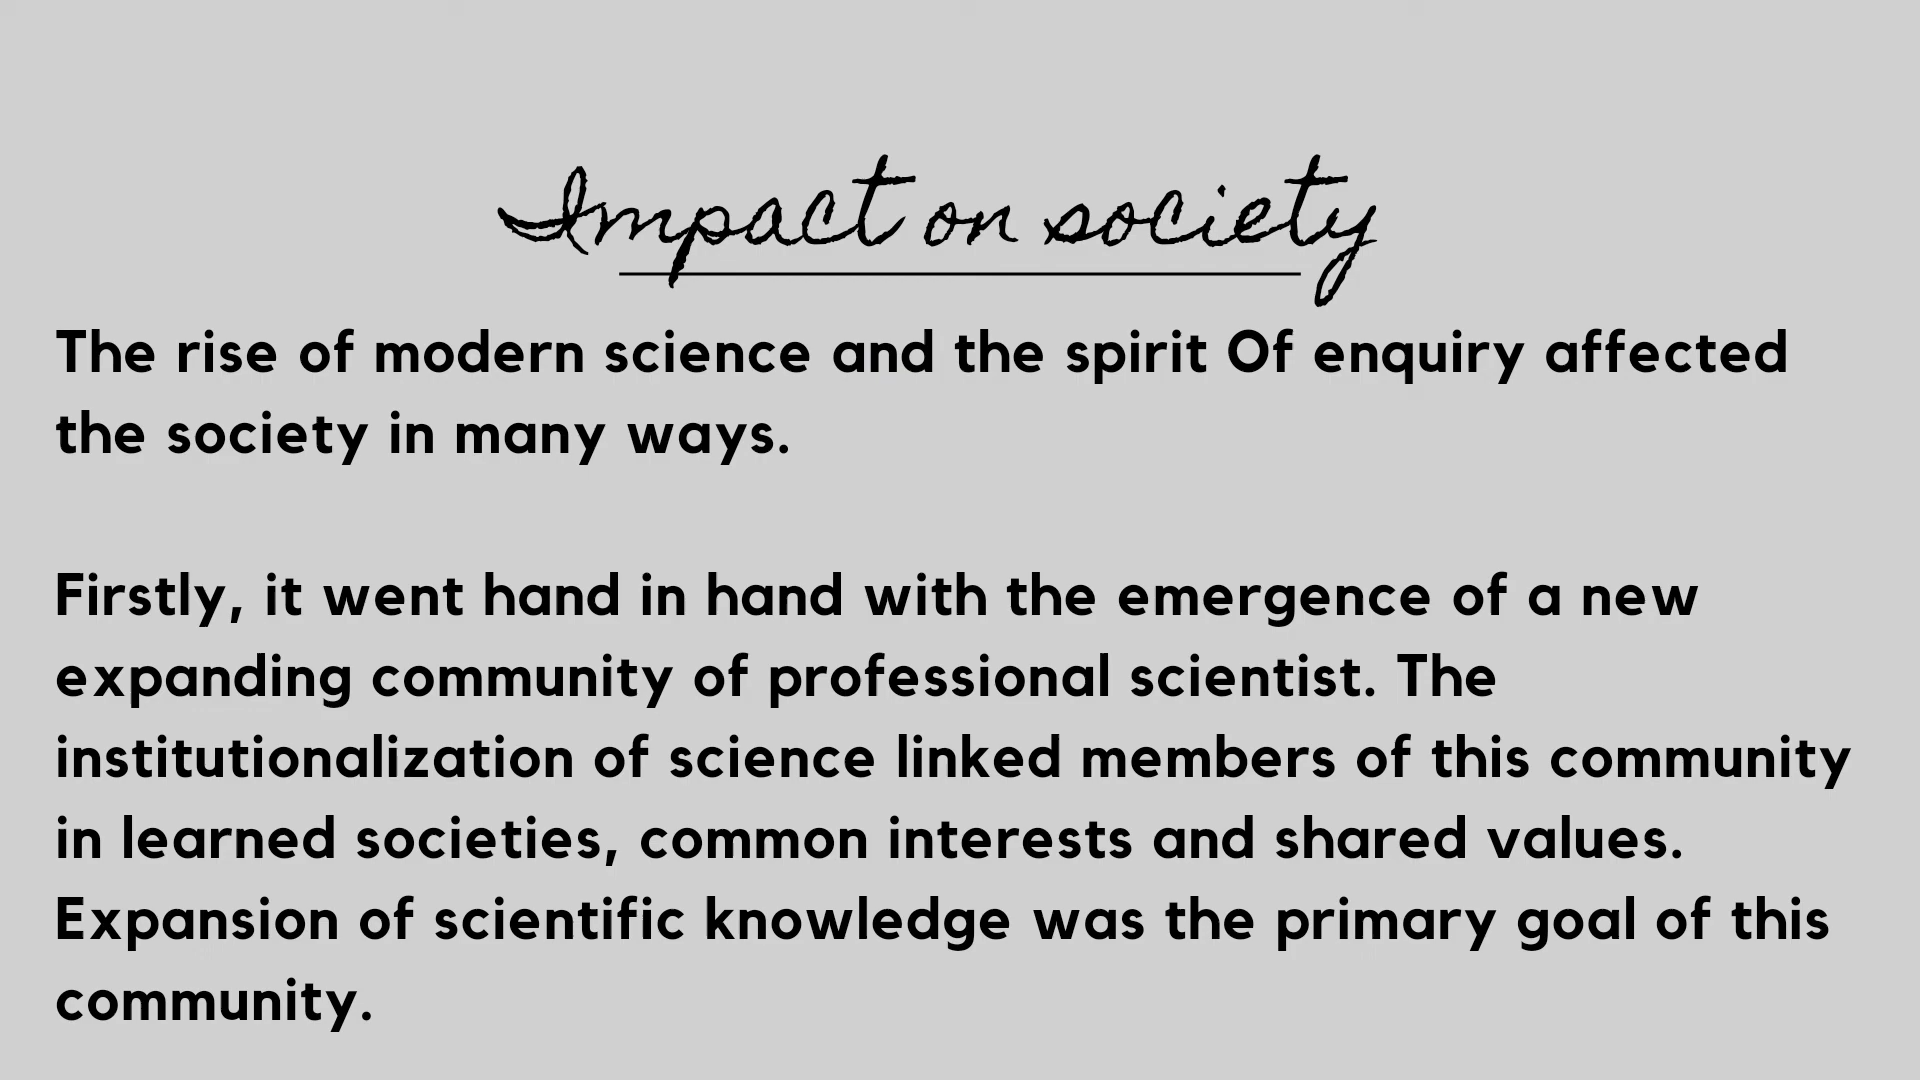 Impact on society
The rise of modern science and the spirit Of enquiry affected
the society in many ways.
Firstly, it went hand in hand with the emergence of a new
expanding community of professional scientist. The
institutionalization of science linked members of this community
in learned societies, common interests and shared values.
Expansion of scientific knowledge was the primary goal of this
community.